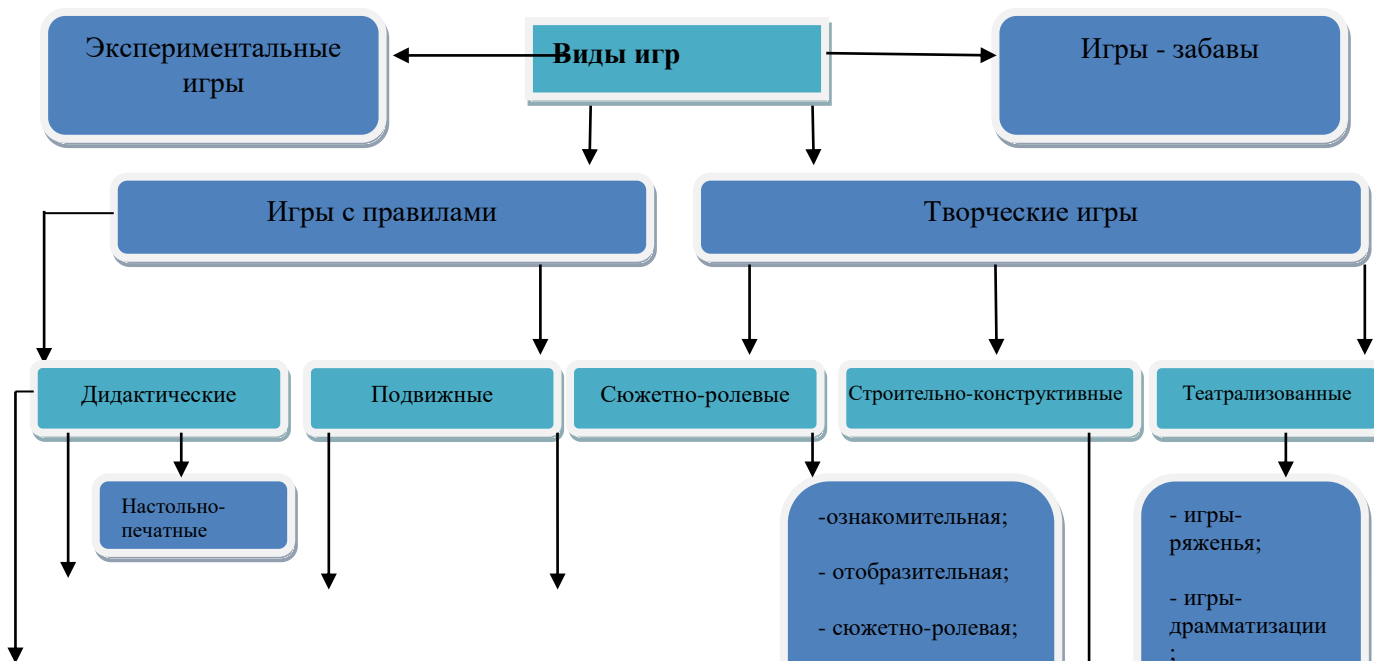 Экспериментальные
игры
Виды игр
Игры - забавы
Игры с правилами
Творческие игры
Дидактические
Подвижные
Сюжетно-ролевые
Строительно-конструктивные
Театрализованные
Настольно-
печатные
-ознакомительная;
- отобразительная;
- сюжетно-ролевая;
- игры-
ряженья;
- игры-
драмматизации
;